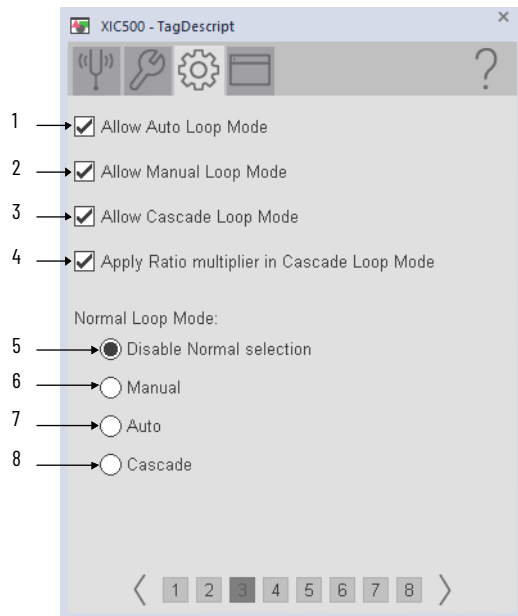 XIC500 - TagDescript
×
?
1 Allow Auto Loop Mode
2 Allow Manual Loop Mode
3 Allow Cascade Loop Mode
4 Apply Ratio multiplier in Cascade Loop Mode
Normal Loop Mode:
5 Disable Normal selection
6 Manual
7 Auto
8 Cascade
1 2 3 4 5 6 7 8